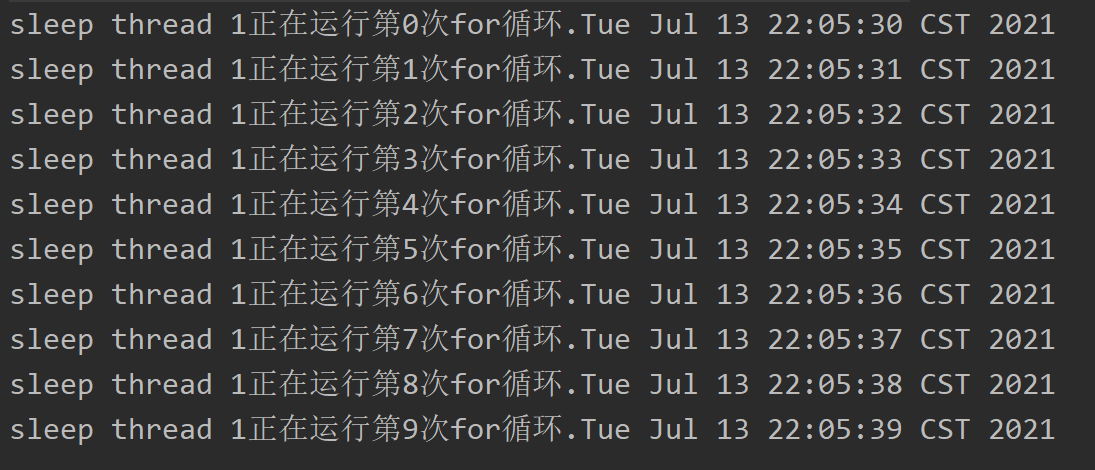 sleep thread 1正在运行第0次for循环.Tue Jul 13 22:05:30 CST 2021
sleep thread 1正在运行第1次for循环.Tue Jul 13 22:05:31 CST 2021
sleep thread 1正在运行第2次for循环.Tue Jul 13 22:05:32 CST 2021
sleep thread 1正在运行第3次for循环.Tue Jul 13 22:05:33 CST 2021
sleep thread 1正在运行第4次for循环.Tue Jul 13 22:05:34 CST 2021
sleep thread 1正在运行第5次for循环.Tue Jul 13 22:05:35 CST 2021
sleep thread 1正在运行第6次for循环.Tue Jul 13 22:05:36 CST 2021
sleep thread 1正在运行第7次for循环.Tue Jul 13 22:05:37 CST 2021
sleep thread 1正在运行第8次for循环.Tue Jul 13 22:05:38 CST 2021
sleep thread 1正在运行第9次for循环.Tue Jul 13 22:05:39 CST 2021